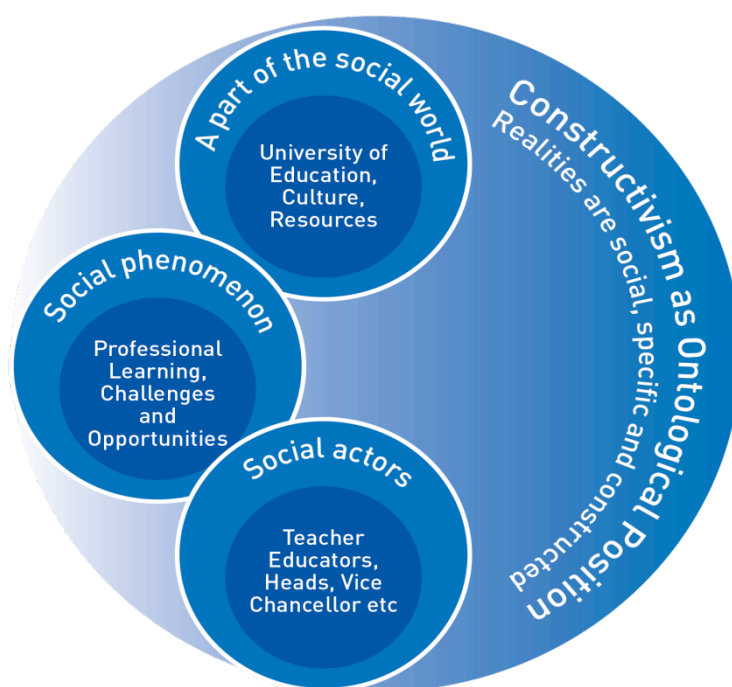 A part of the social world
University of
Education,
Culture,
Resources
Social phenomenon
Professional
Learning,
Challenges
and
Opportunities
Social actors
Teacher
Educators,
Heads, Vice
Chancellor etc
Constructivism as Ontological Position
Realities are social, specific and constructed